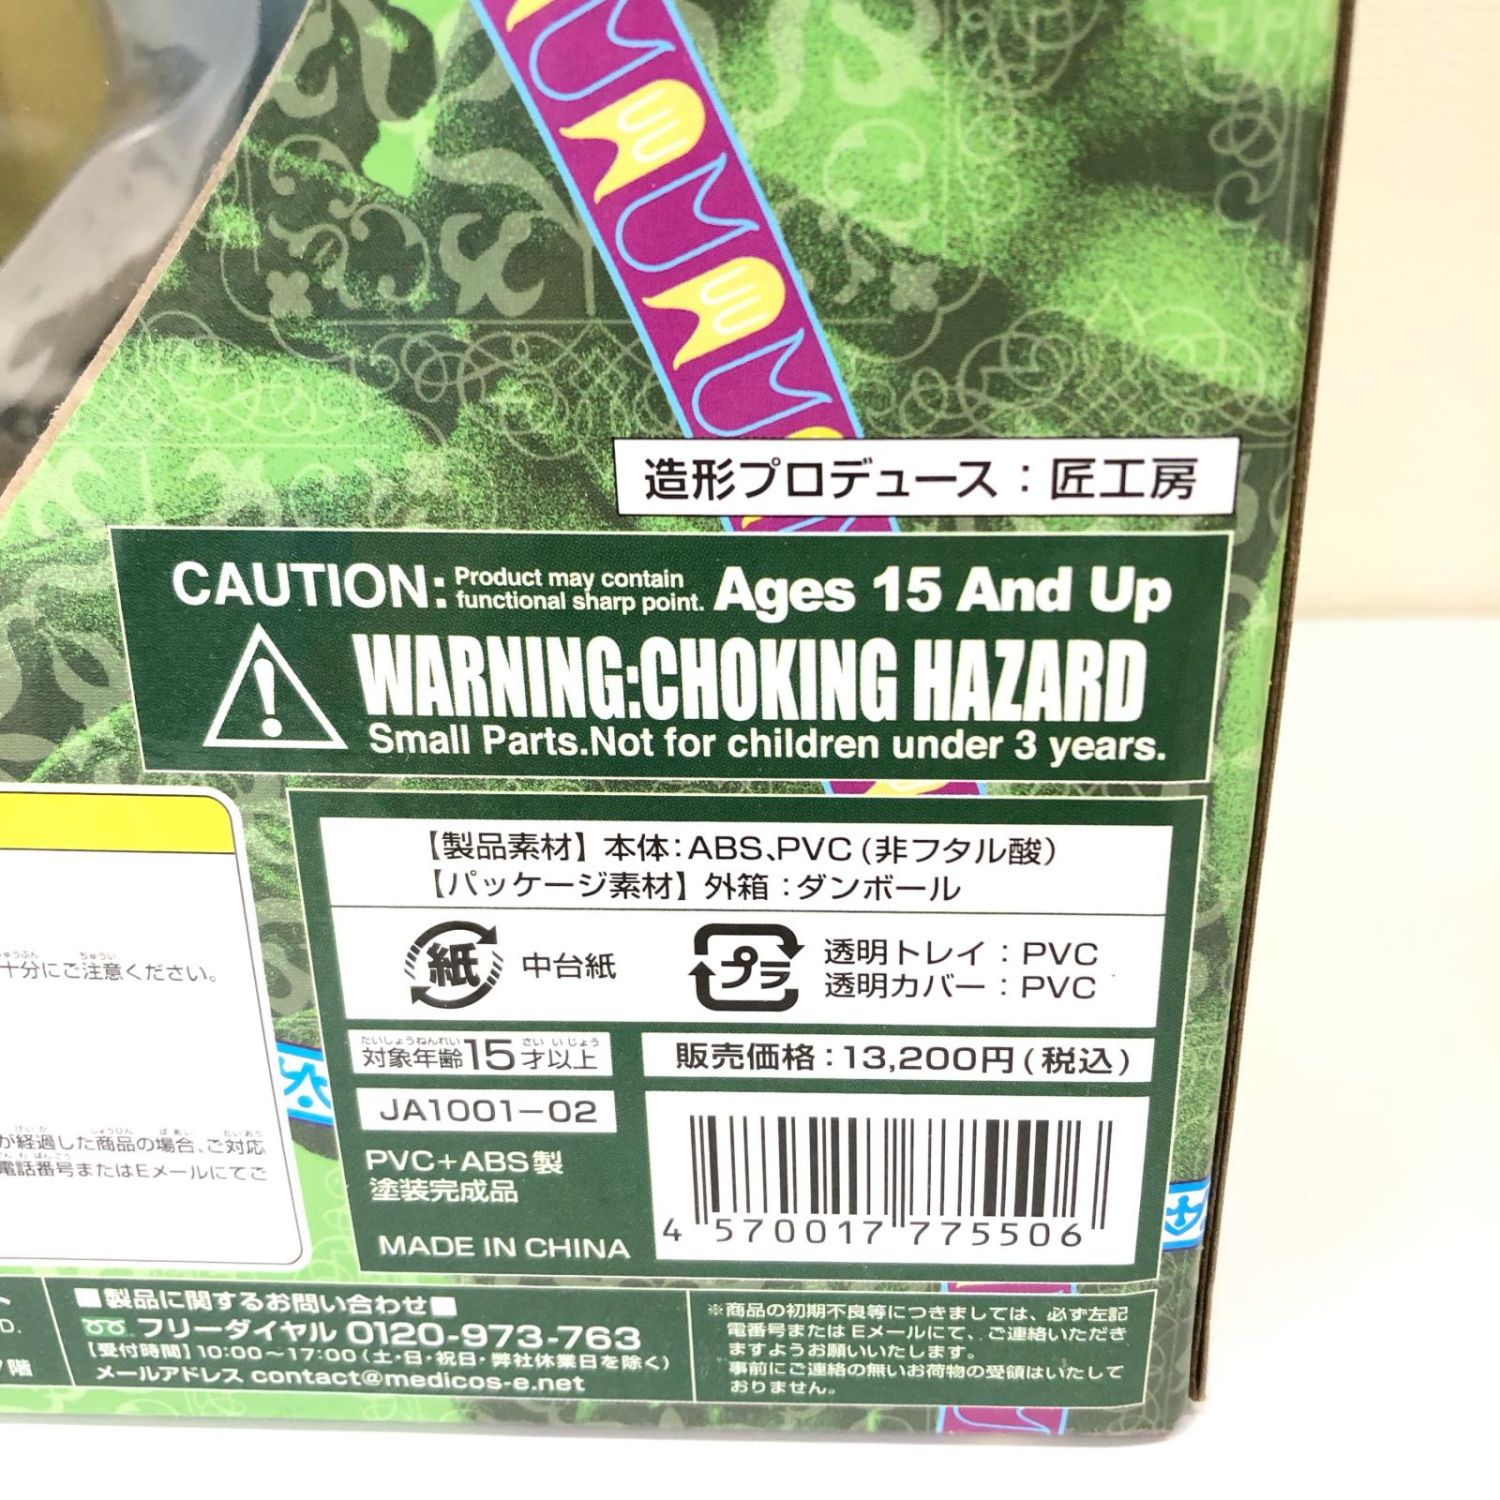 造形プロデュース：匠工房
CAUTION: Product may contain functional sharp point. Ages 15 And Up
WARNING:CHOKING HAZARD
Small Parts.Not for children under 3 years.
【製品素材】本体：ABS、PVC（非フタル酸）
【パッケージ素材】外箱：ダンボール
紙 中台紙
プラ 透明トレイ：PVC
透明カバー：PVC
十分にご注意ください。
対象年齢15才以上
販売価格：13,200円（税込）
JA1001-02
PVC+ABS製
塗装完成品
MADE IN CHINA
4 570017 775506
が経過した商品の場合、ご対応
電話番号またはEメールにてご
■製品に関するお問い合わせ■
フリーダイヤル 0120-973-763
【受付時間】10:00～17:00（土・日・祝日・弊社休業日を除く）
メールアドレス contact@medicos-e.net
※商品の初期不良等につきましては、必ず左記
電番号または Eメールにて、ご連絡いただき
ますようお願いいたします。
事前にご連絡の無いお荷物の受領はいたして
おりません。
D.
階